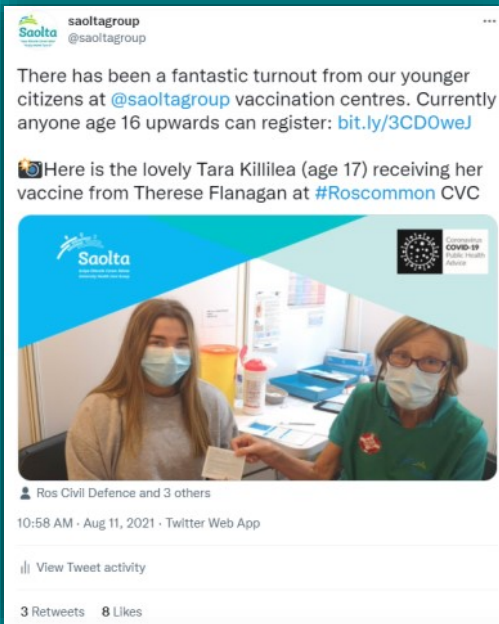 saoltagroup
@saoltagroup
Saolta
There has been a fantastic turnout from our younger
citizens at @saoltagroup vaccination centres. Currently
anyone age 16 upwards can register: bit.ly/3CD0weJ
📸Here is the lovely Tara Killilea (age 17) receiving her
vaccine from Therese Flanagan at #Roscommon CVC
Saolta
Coronavirus
COVID-19
Public Health
Advice
Ros Civil Defence and 3 others
10:58 AM · Aug 11, 2021 · Twitter Web App
View Tweet activity
3 Retweets 8 Likes